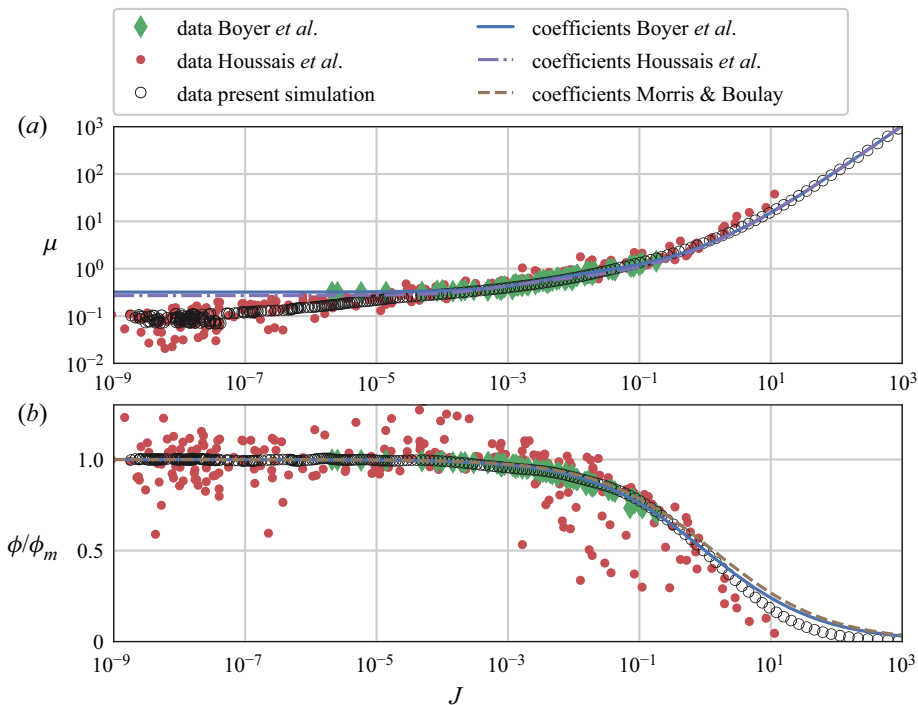 data Boyer et al.
coefficients Boyer et al.
data Houssais et al.
coefficients Houssais et al.
data present simulation
coefficients Morris & Boulay
(a)
10³
10²
10¹
μ
10⁰
10⁻¹
10⁻²
10⁻⁹
10⁻⁷
10⁻⁵
10⁻³
10⁻¹
10¹
10³
(b)
1.0
ϕ/ϕₘ
0.5
0
10⁻⁹
10⁻⁷
10⁻⁵
10⁻³
10⁻¹
10¹
10³
J